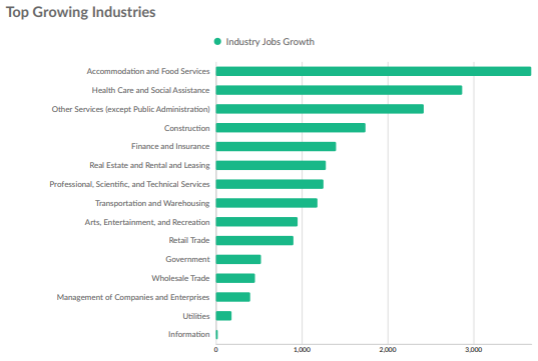 Top Growing Industries
Industry Jobs Growth
Accommodation and Food Services
Health Care and Social Assistance
Other Services (except Public Administration)
Construction
Finance and Insurance
Real Estate and Rental and Leasing
Professional, Scientific, and Technical Services
Transportation and Warehousing
Arts, Entertainment, and Recreation
Retail Trade
Government
Wholesale Trade
Management of Companies and Enterprises
Utilities
Information
0 1,000 2,000 3,000